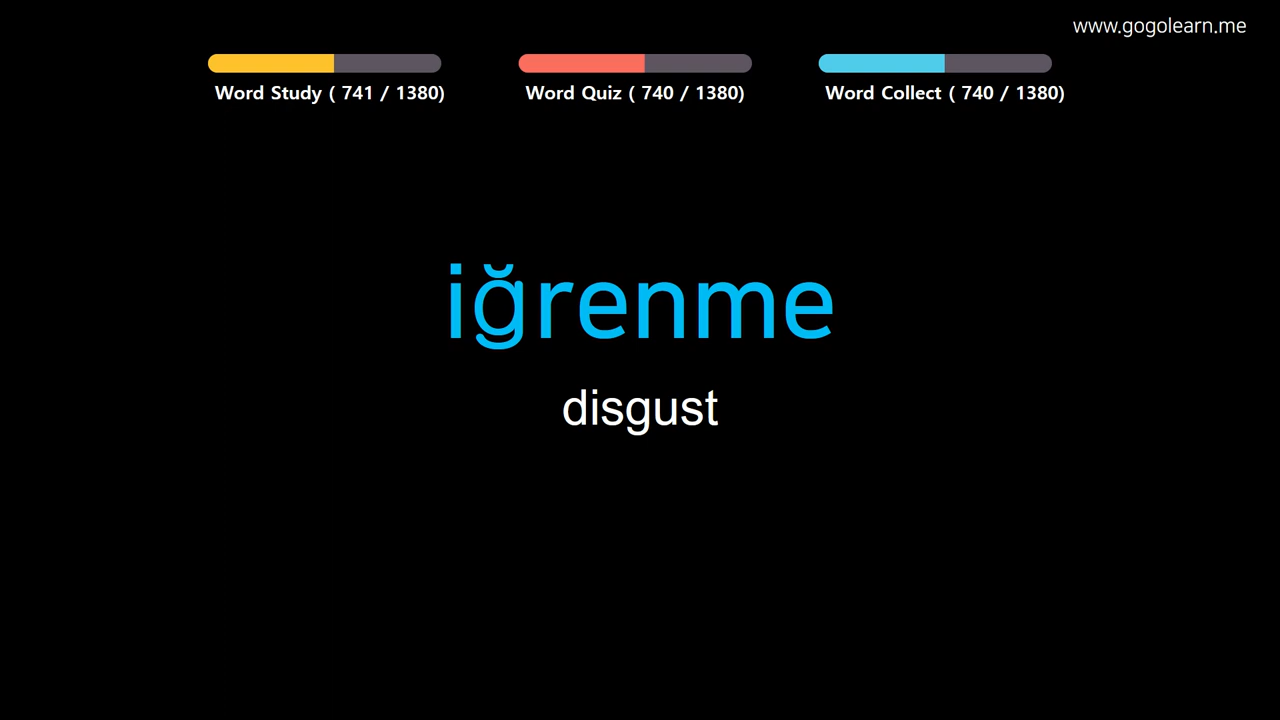 www.gogolearn.me
Word Study ( 741 / 1380)
Word Quiz ( 740 / 1380)
Word Collect ( 740 / 1380)
iğrenme
disgust